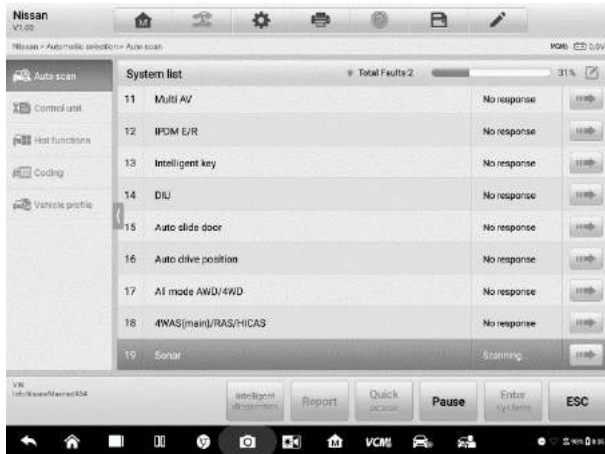 Nissan
V2.00
Nissan > Automatic selection > Auto scan
VCMI 0.0V
Auto scan
Control unit
Hot functions
Coding
Vehicle profile
System list
Total Faults:2
31%
11 Multi AV No response
12 IPDM E/R No response
13 Intelligent key No response
14 DIU No response
15 Auto slide door No response
16 Auto drive position No response
17 All mode AWD/4WD No response
18 4WAS(main)/RAS/HICAS No response
19 Sonar Scanning...
VIN
Intelligent diagnostics
Report
Quick erase
Pause
Enter system
ESC
VCMI